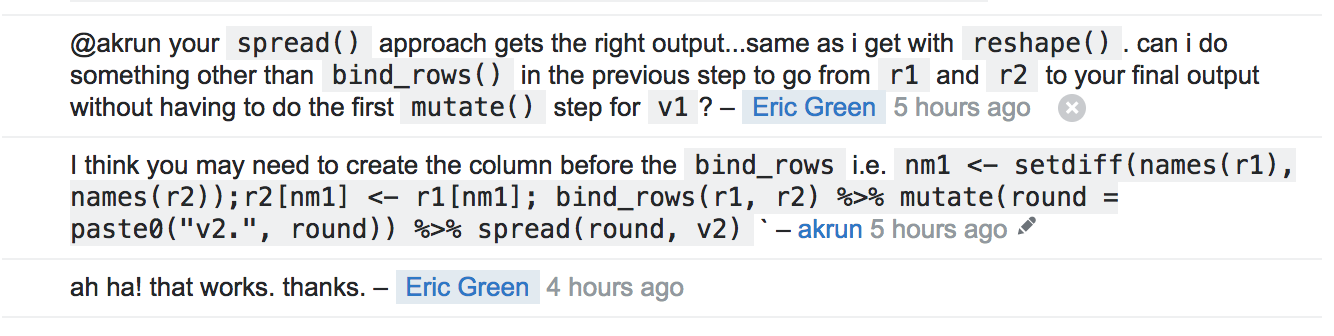 @akrun your spread() approach gets the right output...same as i get with reshape() . can i do
something other than bind_rows() in the previous step to go from r1 and r2 to your final output
without having to do the first mutate() step for v1 ? – Eric Green 5 hours ago
I think you may need to create the column before the bind_rows i.e. nm1 <- setdiff(names(r1),
names(r2));r2[nm1] <- r1[nm1]; bind_rows(r1, r2) %>% mutate(round =
paste0("v2.", round)) %>% spread(round, v2) ` – akrun 5 hours ago
ah ha! that works. thanks. – Eric Green 4 hours ago